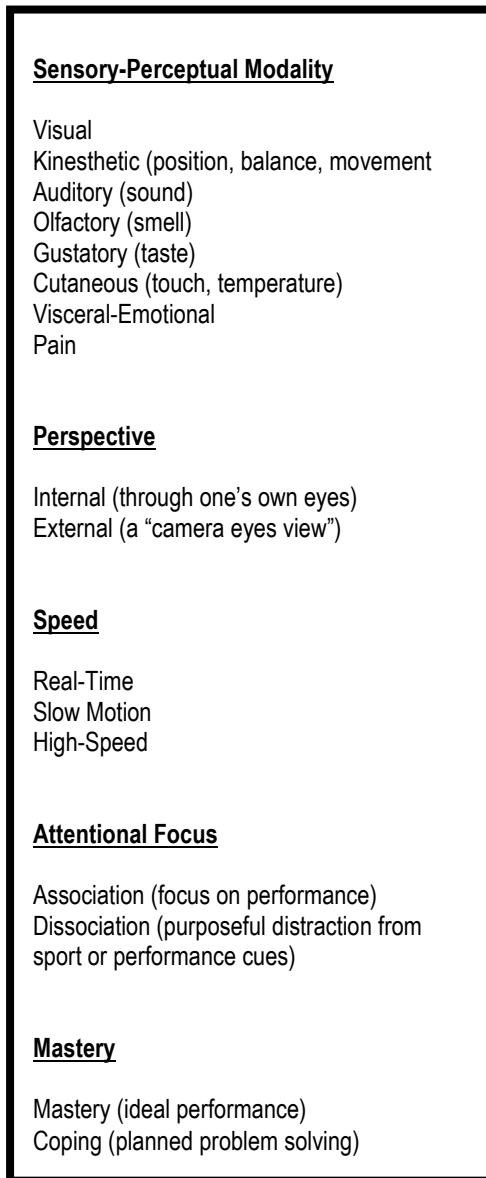 Sensory-Perceptual Modality
Visual
Kinesthetic (position, balance, movement
Auditory (sound)
Olfactory (smell)
Gustatory (taste)
Cutaneous (touch, temperature)
Visceral-Emotional
Pain
Perspective
Internal (through one’s own eyes)
External (a “camera eyes view”)
Speed
Real-Time
Slow Motion
High-Speed
Attentional Focus
Association (focus on performance)
Dissociation (purposeful distraction from
sport or performance cues)
Mastery
Mastery (ideal performance)
Coping (planned problem solving)